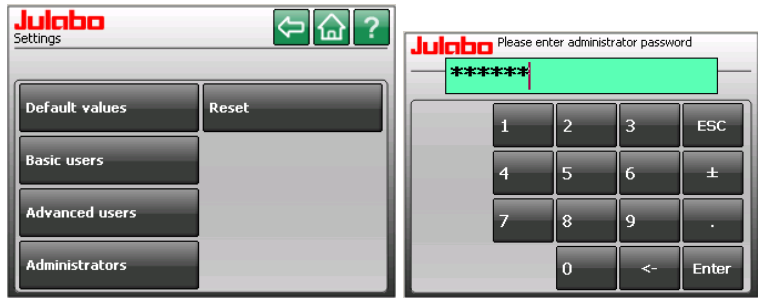 Julabo
Settings
?
Default values
Reset
Basic users
Advanced users
Administrators
Julabo
Please enter administrator password
******
1 2 3 ESC
4 5 6 ±
7 8 9 .
0 <- Enter